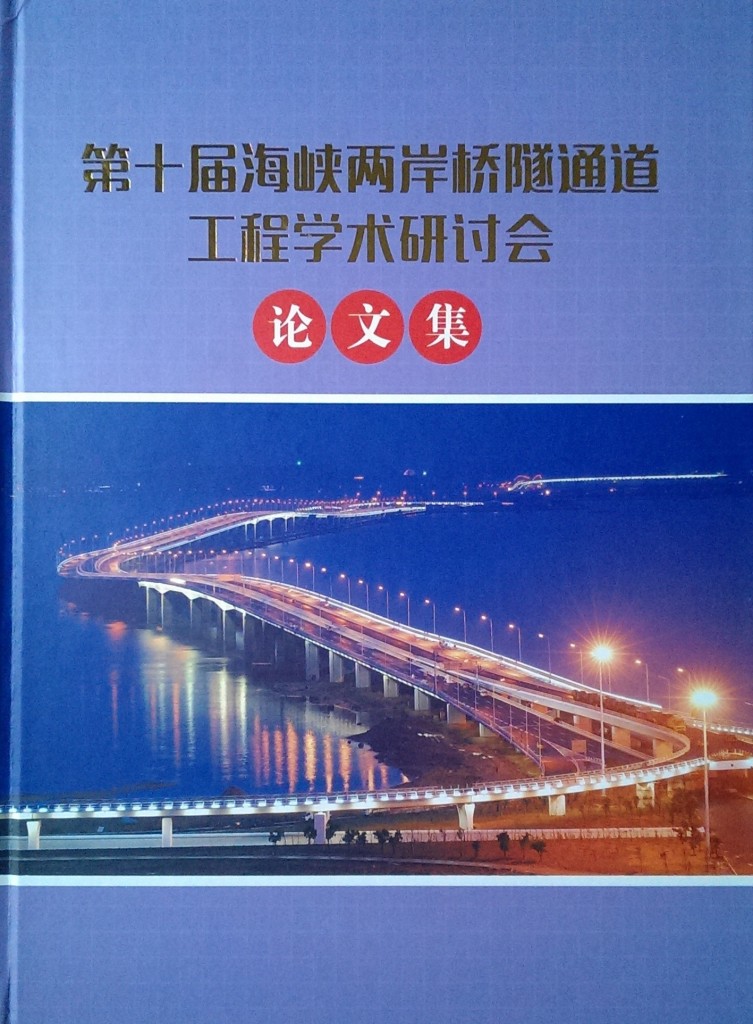 第十届海峡两岸桥隧通道
工程学术研讨会
论文集